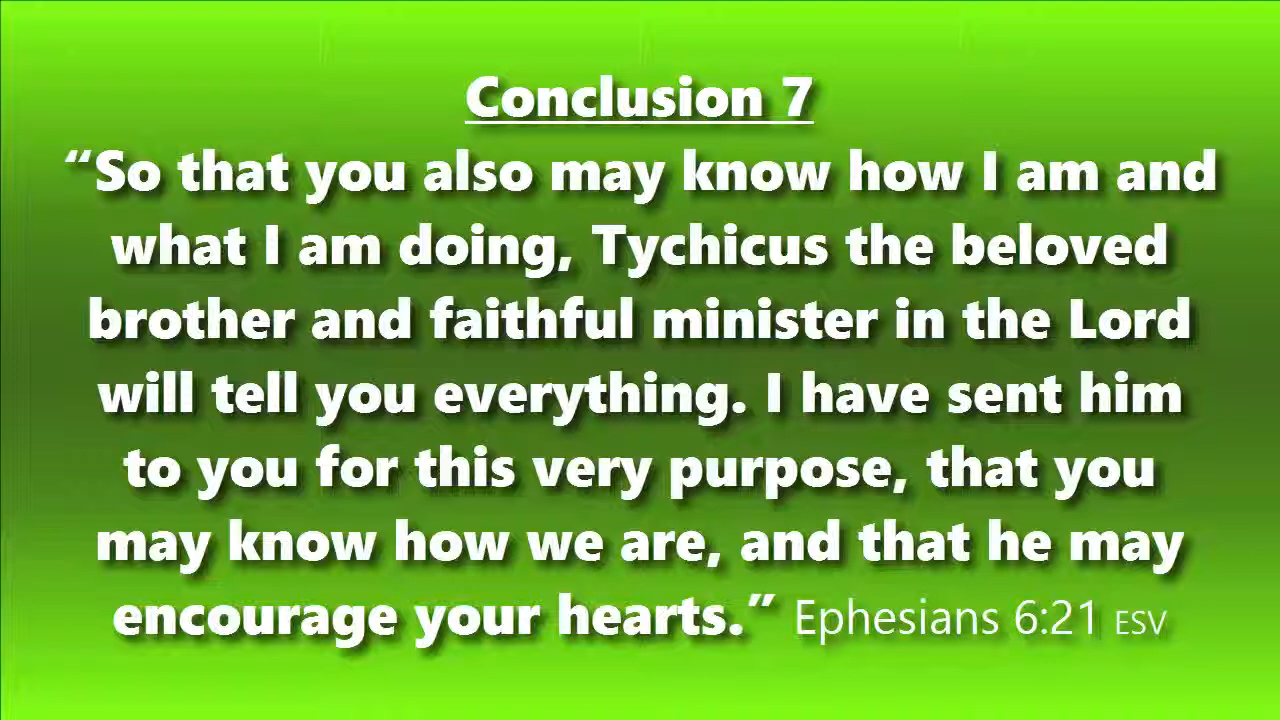 Conclusion 7
“So that you also may know how I am and
what I am doing, Tychicus the beloved
brother and faithful minister in the Lord
will tell you everything. I have sent him
to you for this very purpose, that you
may know how we are, and that he may
encourage your hearts.” Ephesians 6:21 ESV